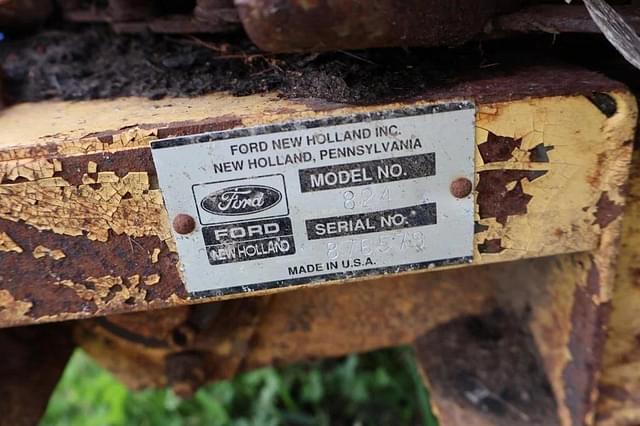 FORD NEW HOLLAND INC.
NEW HOLLAND, PENNSYLVANIA
Ford
FORD
NEW HOLLAND
MODEL NO.
824
SERIAL NO.
MADE IN U.S.A.